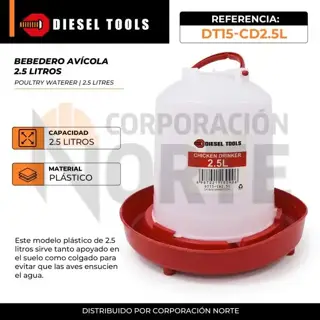 DIESEL TOOLS
REFERENCIA:
DT15-CD2.5L
BEBEDERO AVÍCOLA
2.5 LITROS
POULTRY WATERER | 2.5 LITRES
CAPACIDAD
2.5 LITROS
MATERIAL
PLÁSTICO
CORPORACIÓN
NORTE
DIESEL TOOLS
CHICKEN DRINKER
2.5L
Este modelo plástico de 2.5
litros sirve tanto apoyado en
el suelo como colgado para
evitar que las aves ensucien
el agua.
DISTRIBUIDO POR CORPORACIÓN NORTE